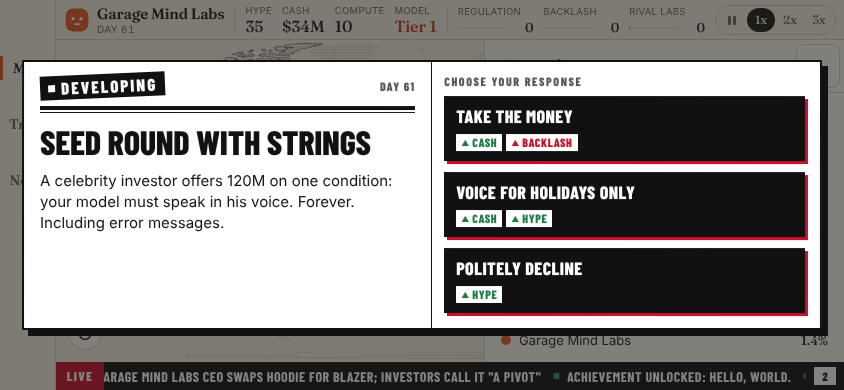 Garage Mind Labs
DAY 61
HYPE
35
CASH
$34M
COMPUTE
10
MODEL
Tier 1
REGULATION
0
BACKLASH
0
RIVAL LABS
0
1x
2x
3x
DEVELOPING
DAY 61
SEED ROUND WITH STRINGS
A celebrity investor offers 120M on one condition:
your model must speak in his voice. Forever.
Including error messages.
CHOOSE YOUR RESPONSE
TAKE THE MONEY
CASH
BACKLASH
VOICE FOR HOLIDAYS ONLY
CASH
HYPE
POLITELY DECLINE
HYPE
Garage Mind Labs
1.4%
LIVE
ARAGE MIND LABS CEO SWAPS HOODIE FOR BLAZER; INVESTORS CALL IT "A PIVOT"
ACHIEVEMENT UNLOCKED: HELLO, WORLD.
2